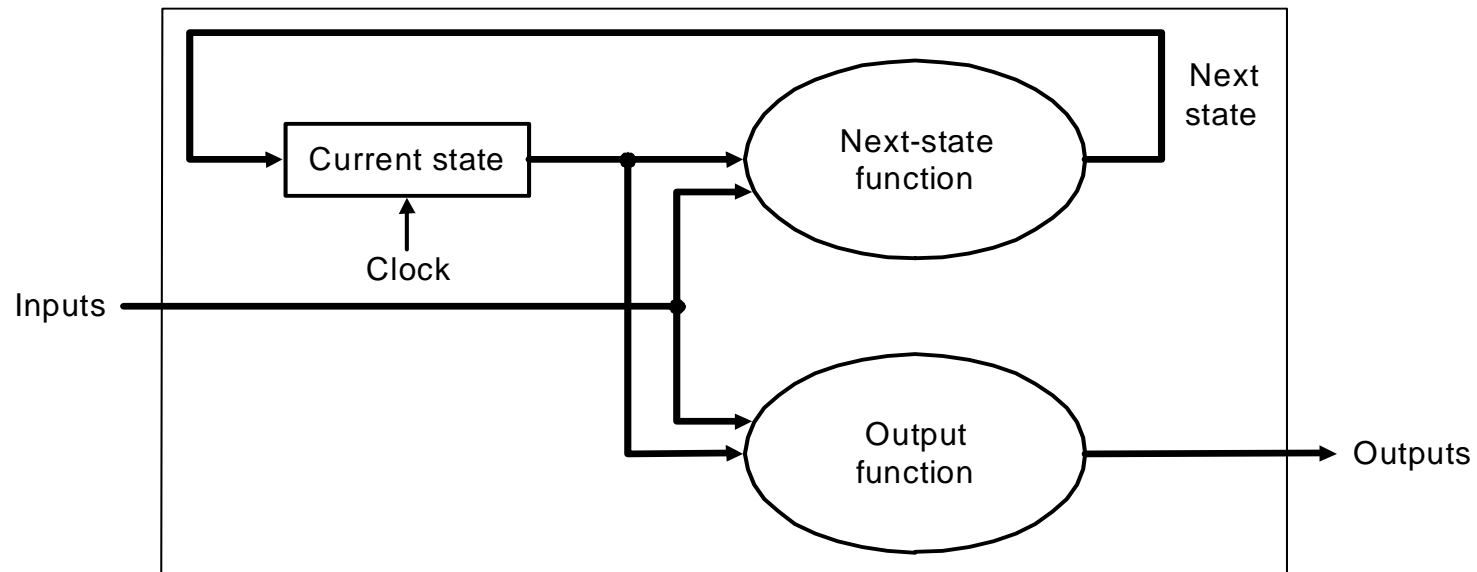 Next
state
Next-state
function
Current state
Clock
Inputs
Output
function
Outputs